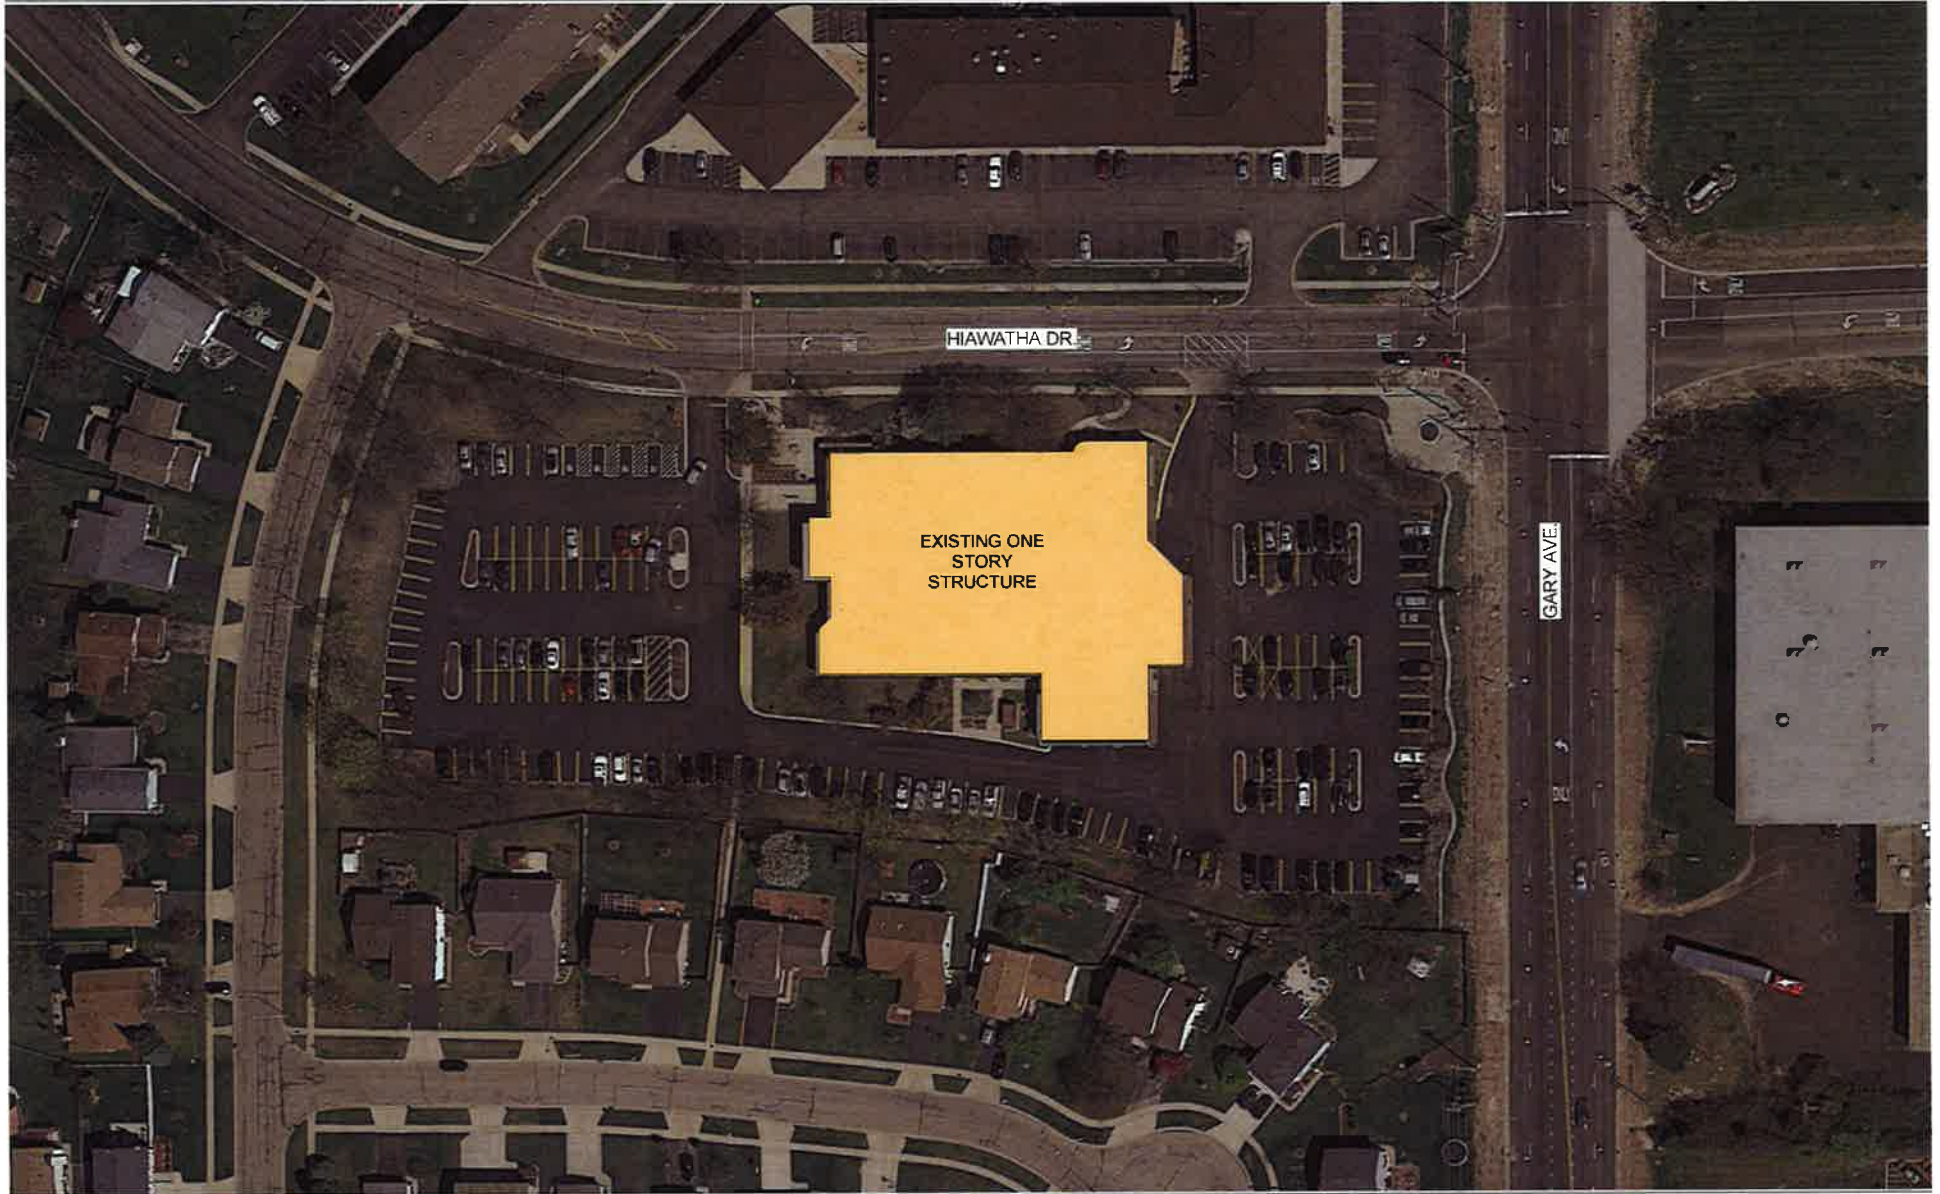 HIAWATHA DR.
EXISTING ONE
STORY
STRUCTURE
GARY AVE.